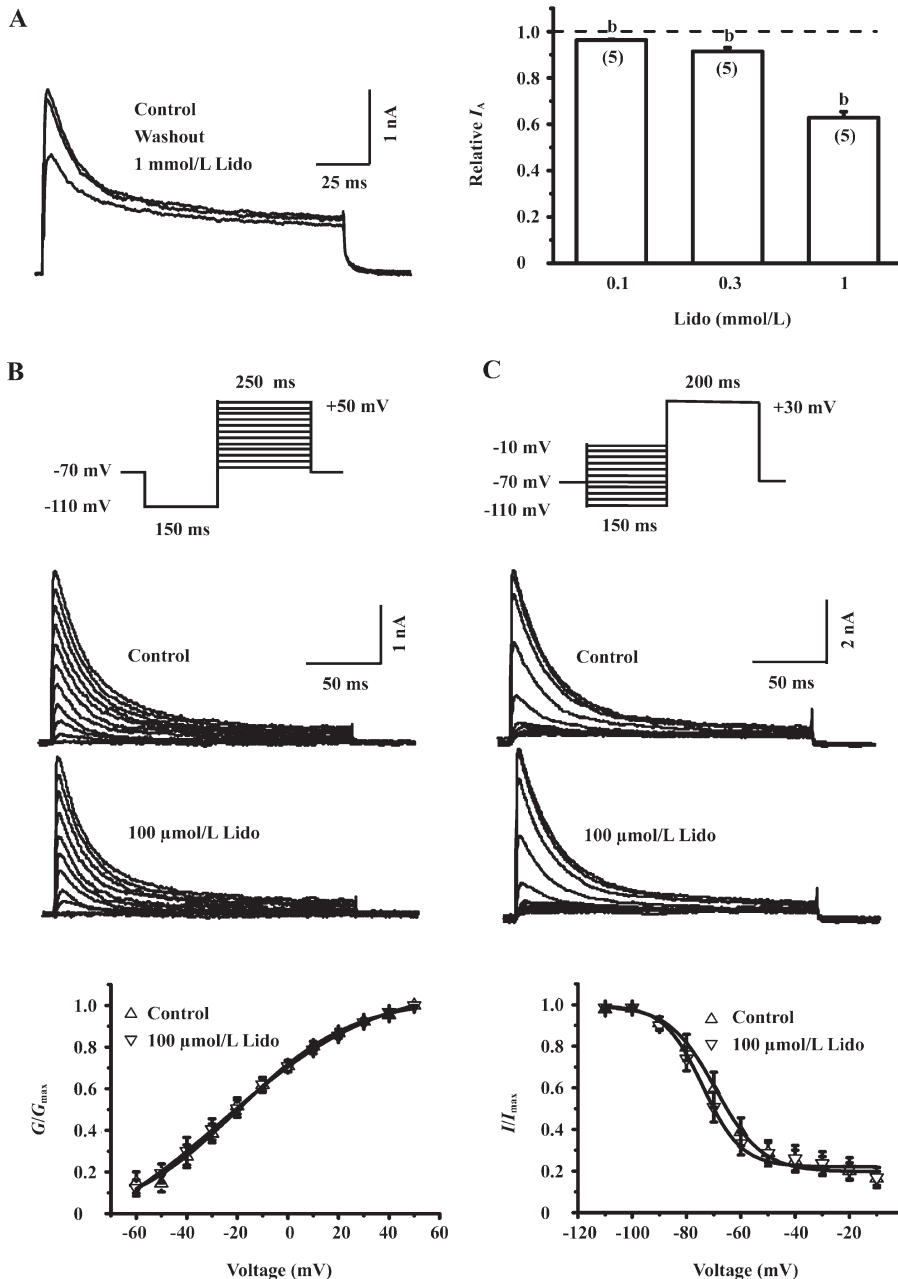 A
Control
Washout
1 mmol/L Lido
1 nA
25 ms
Relative IA
1.0
0.8
0.6
0.4
0.2
0
b
(5)
b
(5)
b
(5)
0.1 0.3 1
Lido (mmol/L)
B
250 ms
+50 mV
-70 mV
-110 mV
150 ms
Control
1 nA
50 ms
100 µmol/L Lido
G/Gmax
1.0
0.8
0.6
0.4
0.2
0
Control
100 µmol/L Lido
-60 -40 -20 0 20 40 60
Voltage (mV)
C
200 ms
+30 mV
-10 mV
-70 mV
-110 mV
150 ms
Control
2 nA
50 ms
100 µmol/L Lido
I/Imax
1.0
0.8
0.6
0.4
0.2
0
Control
100 µmol/L Lido
-120 -100 -80 -60 -40 -20
Voltage (mV)